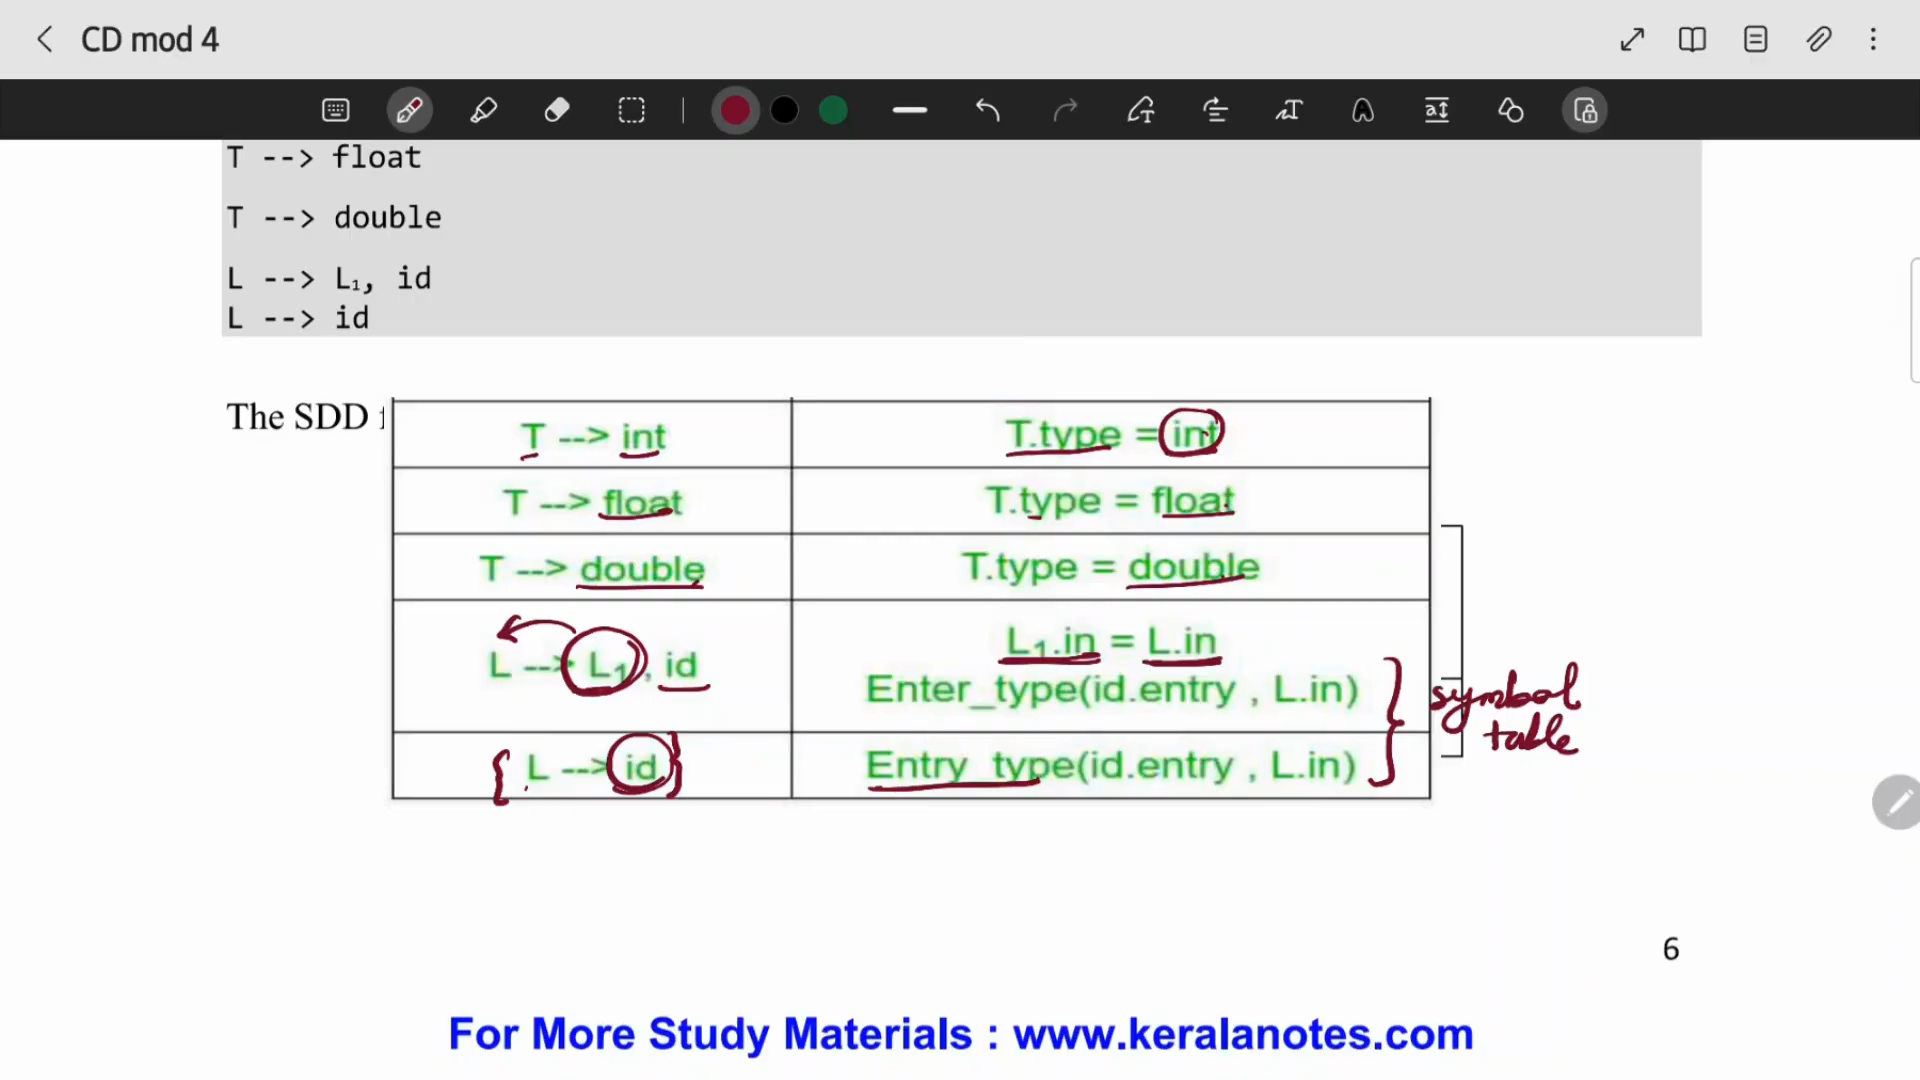 CD mod 4
T --> float
T --> double
L --> L₁, id
L --> id
The SDD
T --> int T.type = int
T --> float T.type = float
T --> double T.type = double
L --> L₁, id L₁.in = L.in
Enter_type(id.entry , L.in)
L --> id Entry_type(id.entry , L.in)
symbol
table
6
For More Study Materials : www.keralanotes.com